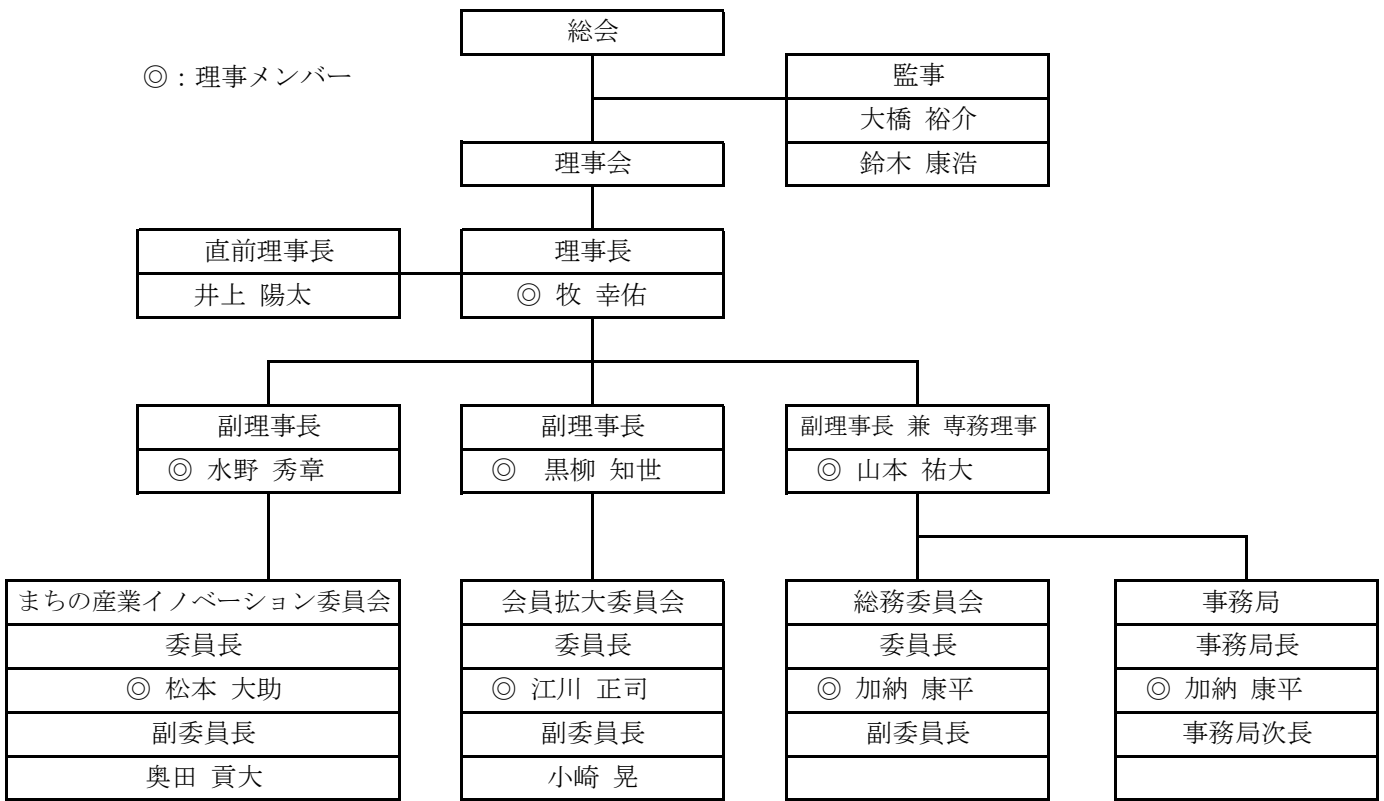 総会
◎：理事メンバー
監事
大橋 裕介
鈴木 康浩
理事会
直前理事長
井上 陽太
理事長
◎ 牧 幸佑
副理事長
◎ 水野 秀章
副理事長
◎ 黒柳 知世
副理事長 兼 専務理事
◎ 山本 祐大
まちの産業イノベーション委員会
委員長
◎ 松本 大助
副委員長
奥田 貢大
会員拡大委員会
委員長
◎ 江川 正司
副委員長
小崎 晃
総務委員会
委員長
◎ 加納 康平
副委員長
事務局
事務局長
◎ 加納 康平
事務局次長